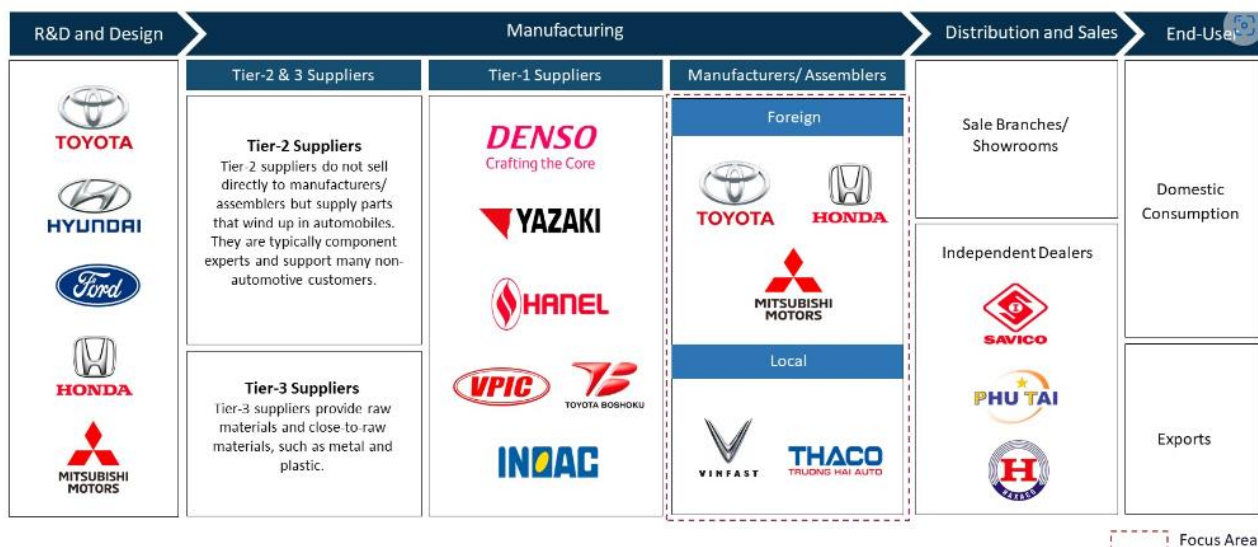 R&D and Design
Manufacturing
Distribution and Sales
End-User
Tier-2 & 3 Suppliers
Tier-1 Suppliers
Manufacturers/ Assemblers
TOYOTA
HYUNDAI
Ford
HONDA
MITSUBISHI
MOTORS
Tier-2 Suppliers
Tier-2 suppliers do not sell
directly to manufacturers/
assemblers but supply parts
that wind up in automobiles.
They are typically component
experts and support many non-
automotive customers.
Tier-3 Suppliers
Tier-3 suppliers provide raw
materials and close-to-raw
materials, such as metal and
plastic.
DENSO
Crafting the Core
YAZAKI
HANEL
VPIC
TOYOTA BOSHOKU
INOAC
Foreign
TOYOTA
HONDA
MITSUBISHI
MOTORS
Local
VINFAST
THACO
TRUONG HAI AUTO
Sale Branches/
Showrooms
Independent Dealers
SAVICO
PHU TAI
H
HAXACO
Domestic
Consumption
Exports
Focus Area